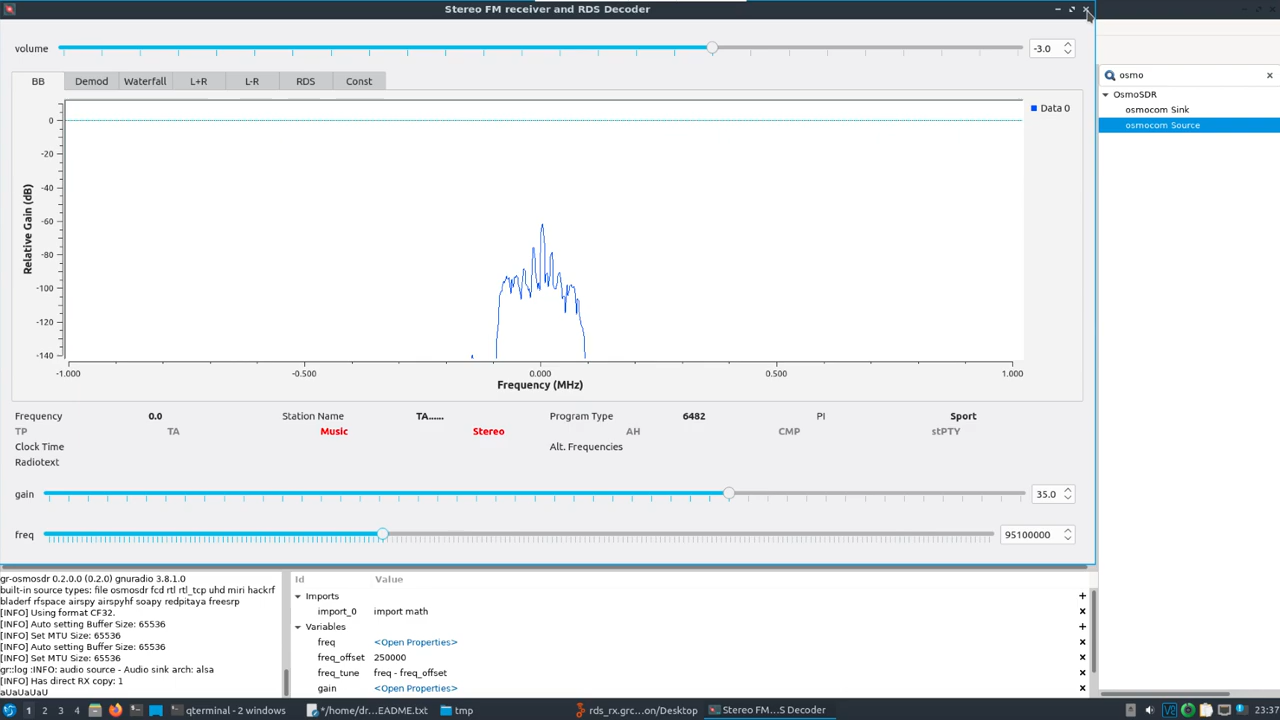 Stereo FM receiver and RDS Decoder
volume
-3.0
BB Demod Waterfall L+R L-R RDS Const
osmo
OsmoSDR
osmocom Sink
osmocom Source
Data 0
0
-20
-40
-60
-80
-100
-120
-140
Relative Gain (dB)
-1.000 -0.500 0.000 0.500 1.000
Frequency (MHz)
Frequency 0.0 Station Name TA...... Program Type 6482 PI Sport
TP TA Music Stereo AH CMP stPTY
Clock Time Alt. Frequencies
Radiotext
gain 35.0
freq 95100000
gr-osmosdr 0.2.0.0 (0.2.0) gnuradio 3.8.1.0
built-in source types: file osmosdr fcd rtl rtl_tcp uhd miri hackrf
bladerf rfspace airspy airspyhf soapy redpitaya freesrp
[INFO] Using format CF32.
[INFO] Auto setting Buffer Size: 65536
[INFO] Set MTU Size: 65536
[INFO] Auto setting Buffer Size: 65536
[INFO] Set MTU Size: 65536
gr::log :INFO: audio source - Audio sink arch: alsa
[INFO] Has direct RX copy: 1
aUaUaUaU
Id Value
Imports
import_0 import math
Variables
freq <Open Properties>
freq_offset 250000
freq_tune freq - freq_offset
gain <Open Properties>
1 2 3 4 qterminal - 2 windows */home/dr...EADME.txt tmp rds_rx.grc...on/Desktop Stereo FM...S Decoder 23:37